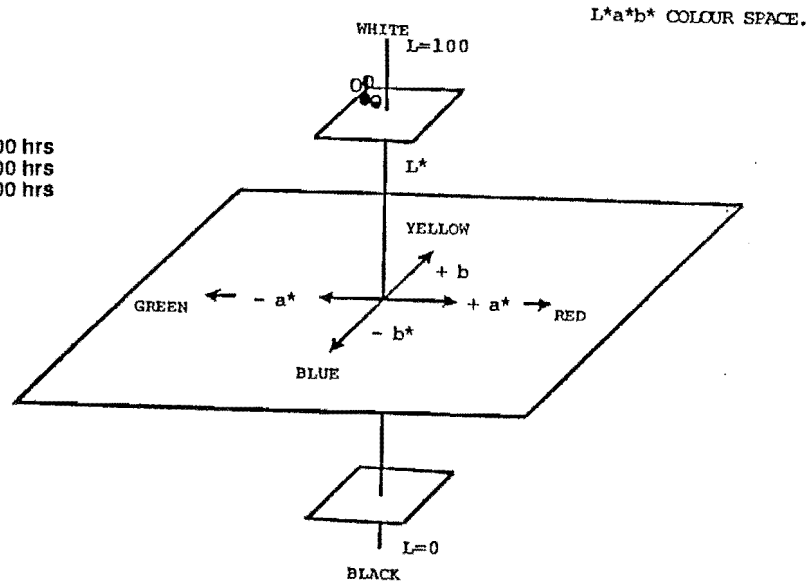 L*a*b* COLOUR SPACE.
WHITE
L=100
00 hrs
00 hrs
00 hrs
L*
YELLOW
+ b
GREEN
- a*
+ a*
RED
- b*
BLUE
L=0
BLACK